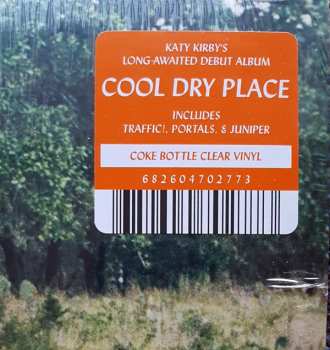 KATY KIRBY'S
LONG-AWAITED DEBUT ALBUM
COOL DRY PLACE
INCLUDES
TRAFFIC!, PORTALS, & JUNIPER
COKE BOTTLE CLEAR VINYL
682604702773